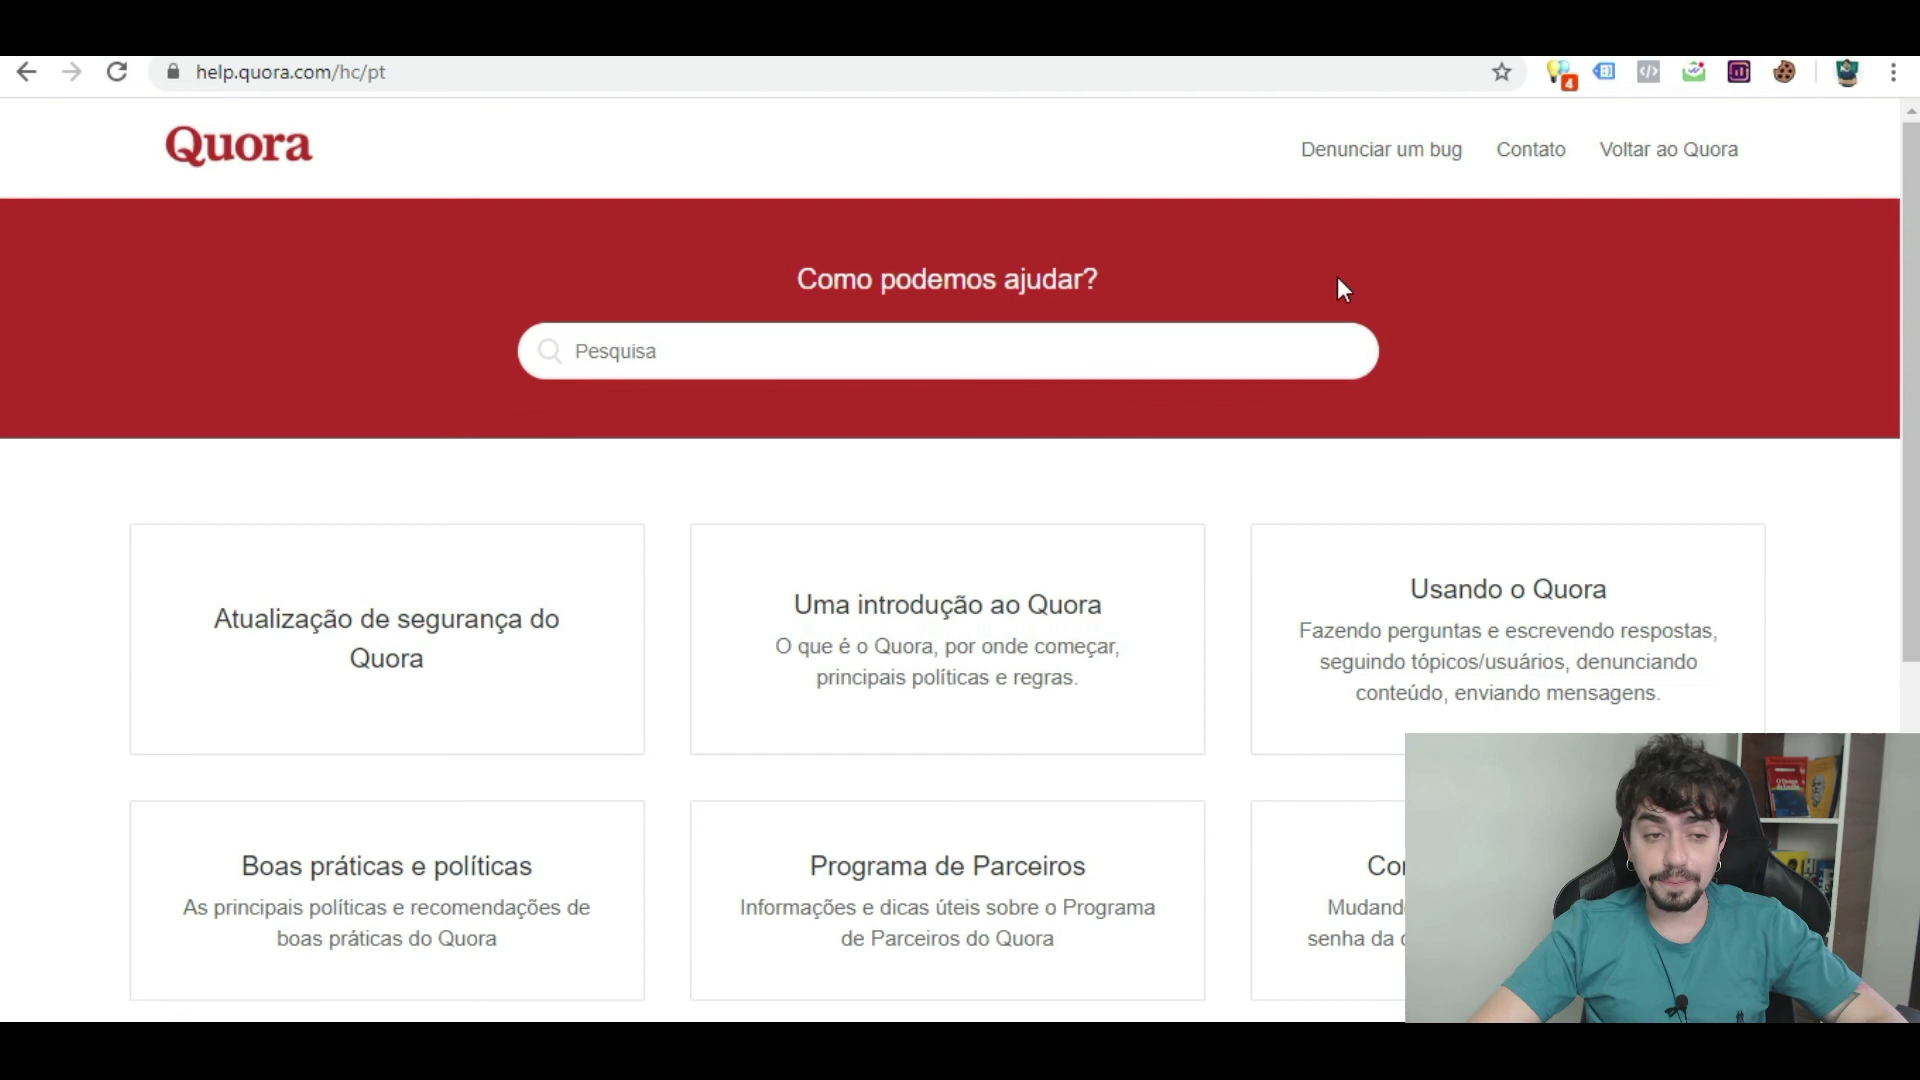 help.quora.com/hc/pt
4
Quora
Denunciar um bug
Contato
Voltar ao Quora
Como podemos ajudar?
Pesquisa
Atualização de segurança do
Quora
Uma introdução ao Quora
O que é o Quora, por onde começar,
principais políticas e regras.
Usando o Quora
Fazendo perguntas e escrevendo respostas,
seguindo tópicos/usuários, denunciando
conteúdo, enviando mensagens.
Boas práticas e políticas
As principais políticas e recomendações de
boas práticas do Quora
Programa de Parceiros
Informações e dicas úteis sobre o Programa
de Parceiros do Quora
Co
Mudand
senha da